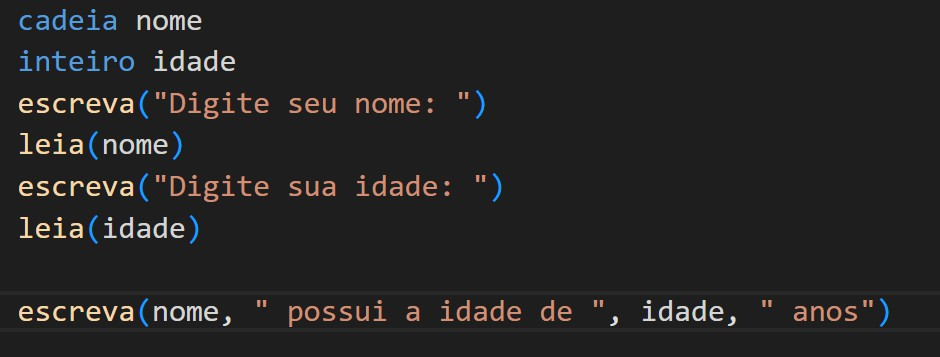 cadeia nome
inteiro idade
escreva("Digite seu nome: ")
leia(nome)
escreva("Digite sua idade: ")
leia(idade)
escreva(nome, " possui a idade de ", idade, " anos")